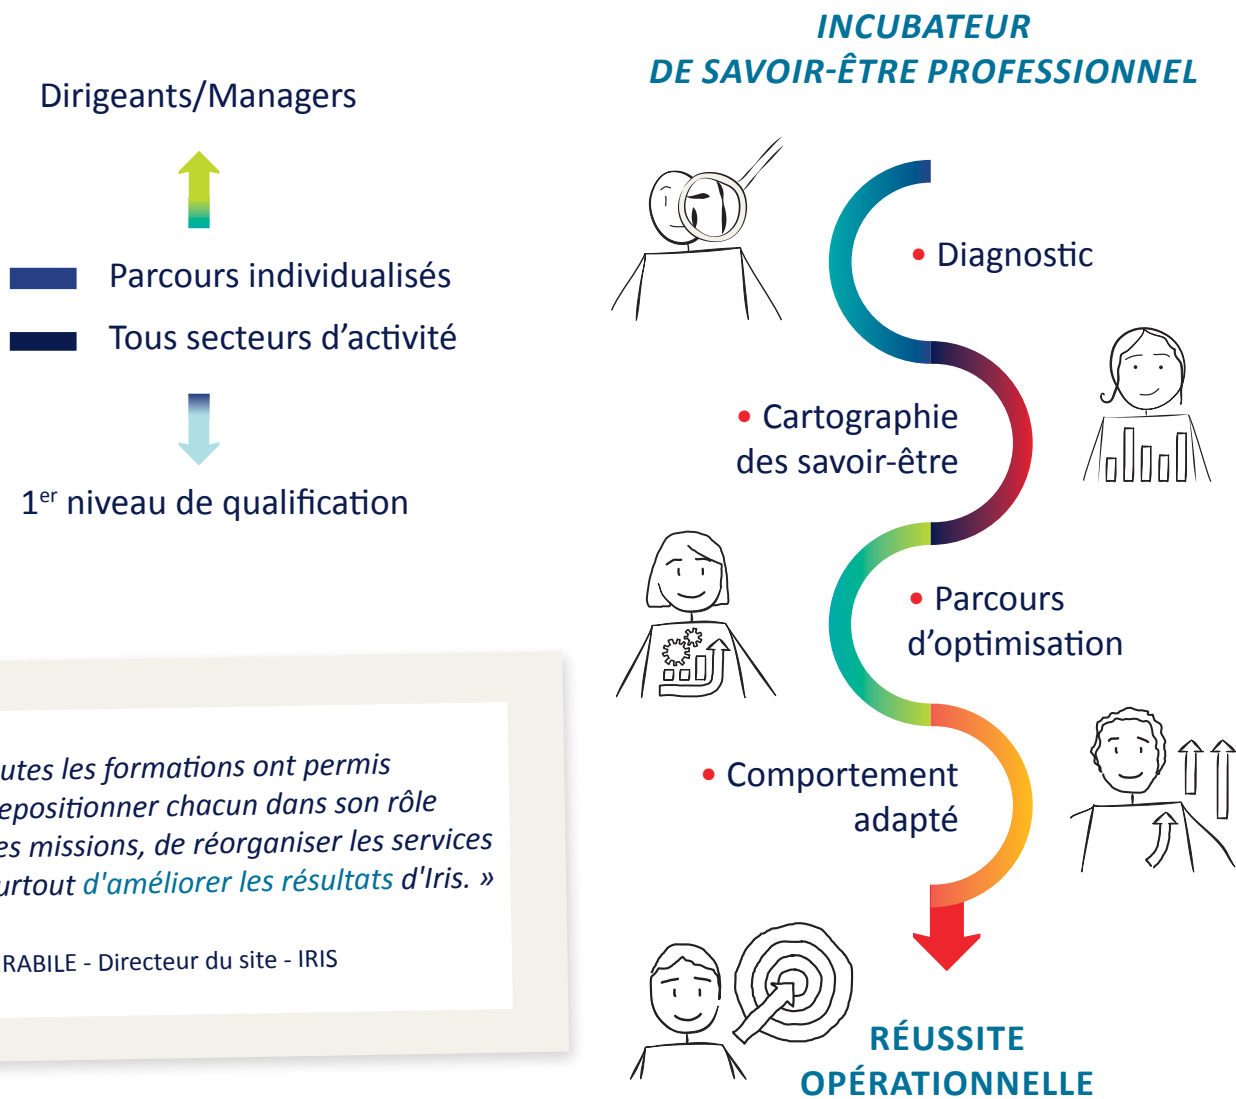 Dirigeants/Managers
Parcours individualisés
Tous secteurs d'activité
1er niveau de qualification
utes les formations ont permis
epositionner chacun dans son rôle
es missions, de réorganiser les services
urtout d'améliorer les résultats d'Iris. »
RABILE - Directeur du site - IRIS
INCUBATEUR
DE SAVOIR-ÊTRE PROFESSIONNEL
• Diagnostic
• Cartographie
des savoir-être
• Parcours
d'optimisation
• Comportement
adapté
RÉUSSITE
OPÉRATIONNELLE